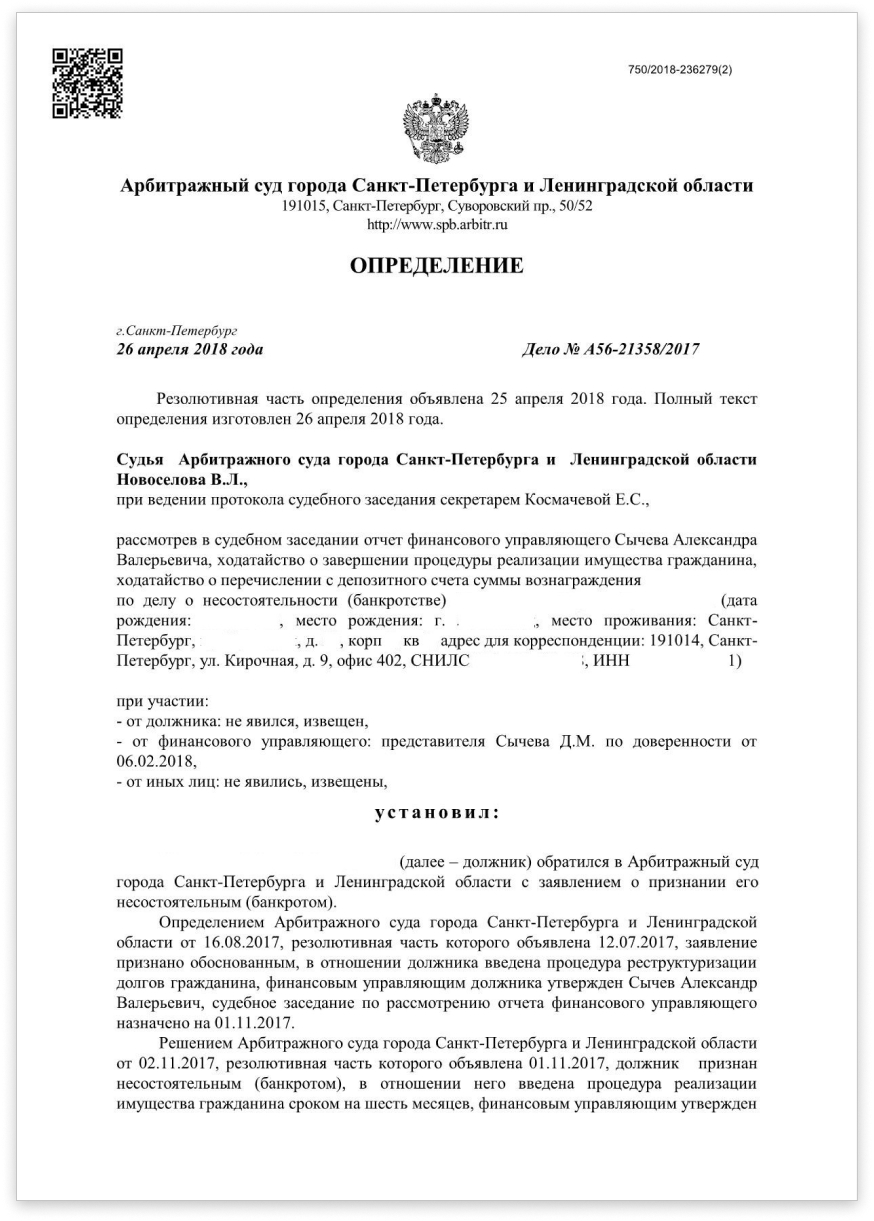 750/2018-236279(2)
Арбитражный суд города Санкт-Петербурга и Ленинградской области
191015, Санкт-Петербург, Суворовский пр., 50/52
http://www.spb.arbitr.ru
ОПРЕДЕЛЕНИЕ
г.Санкт-Петербург
26 апреля 2018 года Дело № А56-21358/2017
Резолютивная часть определения объявлена 25 апреля 2018 года. Полный текст
определения изготовлен 26 апреля 2018 года.
Судья Арбитражного суда города Санкт-Петербурга и Ленинградской области
Новоселова В.Л.,
при ведении протокола судебного заседания секретарем Космачевой Е.С.,
рассмотрев в судебном заседании отчет финансового управляющего Сычева Александра
Валерьевича, ходатайство о завершении процедуры реализации имущества гражданина,
ходатайство о перечислении с депозитного счета суммы вознаграждения
по делу о несостоятельности (банкротстве) (дата
рождения: , место рождения: г. , место проживания: Санкт-
Петербург, , д. , корп кв адрес для корреспонденции: 191014, Санкт-
Петербург, ул. Кирочная, д. 9, офис 402, СНИЛС , ИНН 1)
при участии:
- от должника: не явился, извещен,
- от финансового управляющего: представителя Сычева Д.М. по доверенности от
06.02.2018,
- от иных лиц: не явились, извещены,
установил:
(далее – должник) обратился в Арбитражный суд
города Санкт-Петербурга и Ленинградской области с заявлением о признании его
несостоятельным (банкротом).
Определением Арбитражного суда города Санкт-Петербурга и Ленинградской
области от 16.08.2017, резолютивная часть которого объявлена 12.07.2017, заявление
признано обоснованным, в отношении должника введена процедура реструктуризации
долгов гражданина, финансовым управляющим должника утвержден Сычев Александр
Валерьевич, судебное заседание по рассмотрению отчета финансового управляющего
назначено на 01.11.2017.
Решением Арбитражного суда города Санкт-Петербурга и Ленинградской области
от 02.11.2017, резолютивная часть которого объявлена 01.11.2017, должник признан
несостоятельным (банкротом), в отношении него введена процедура реализации
имущества гражданина сроком на шесть месяцев, финансовым управляющим утвержден